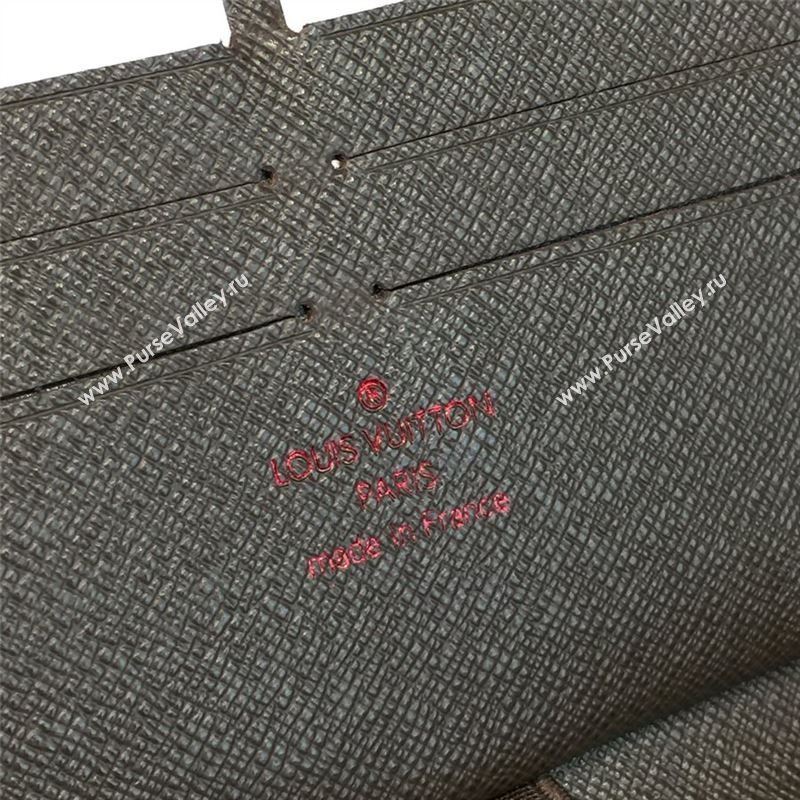 www.PurseValley.ru
www.PurseValley.ru
LOUIS VUITTON
PARIS
made in France